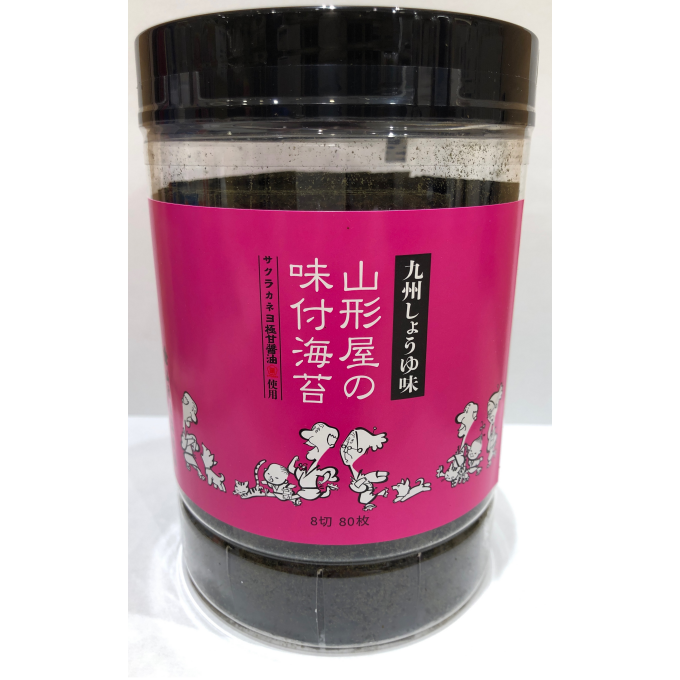 九州しょうゆ味
山形屋の
味付海苔
サクラカネヨ極甘醤油
使用
8切 80枚